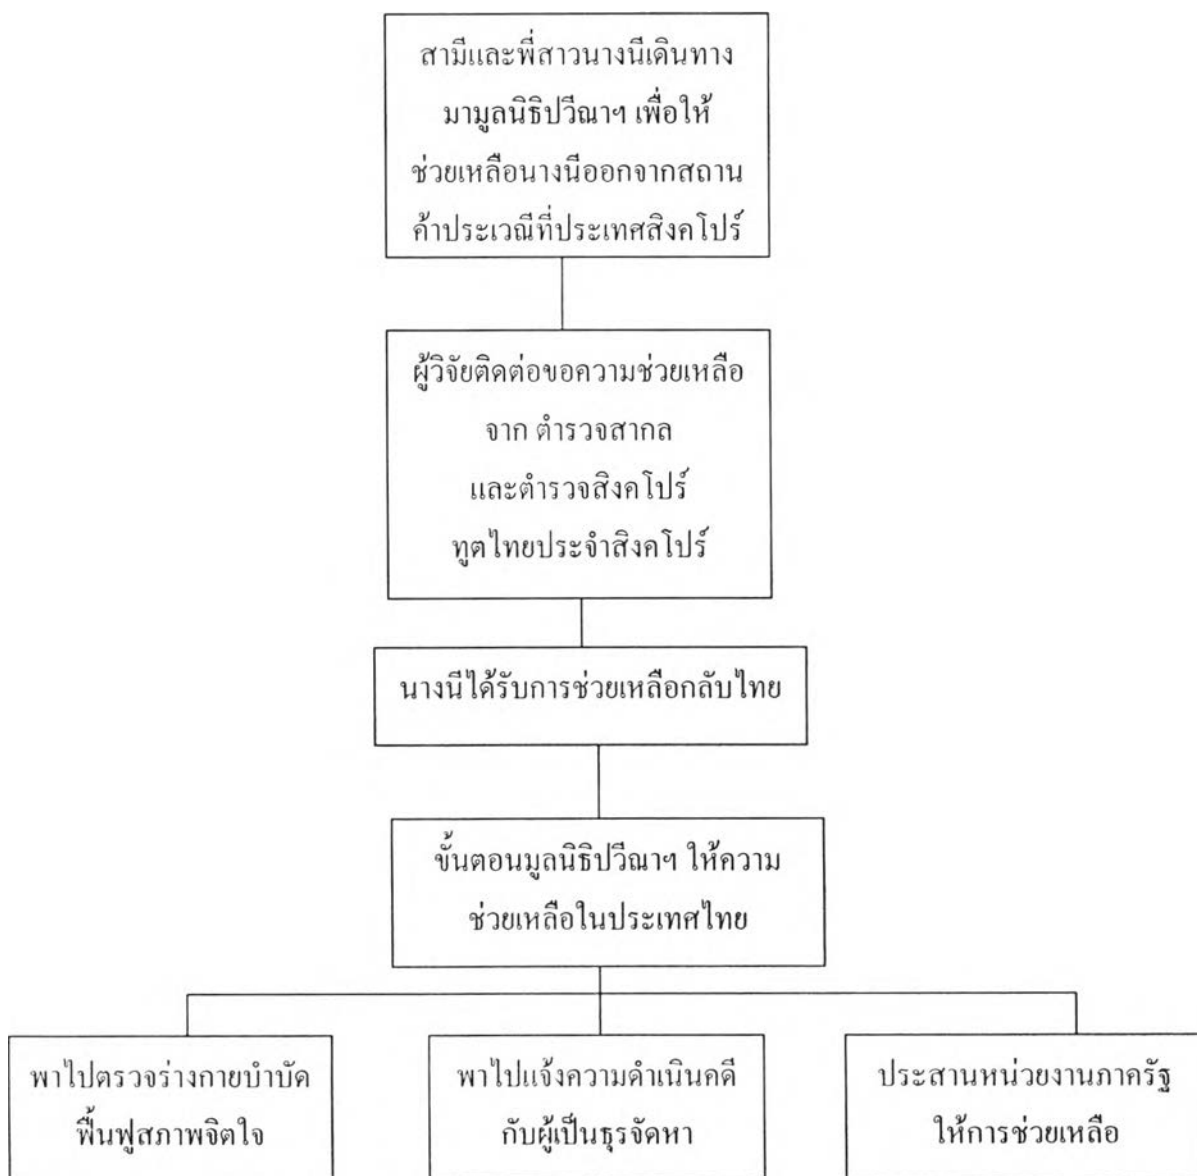 สามีและพี่สาวนางนีเดินทาง
มามูลนิธิปวีณาฯ เพื่อให้
ช่วยเหลือนางนีออกจากสถาน
ค้าประเวณีที่ประเทศสิงคโปร์
ผู้วิจัยติดต่อขอความช่วยเหลือ
จาก ตำรวจสากล
และตำรวจสิงคโปร์
ทูตไทยประจำสิงคโปร์
นางนีได้รับการช่วยเหลือกลับไทย
ขั้นตอนมูลนิธิปวีณาฯ ให้ความ
ช่วยเหลือในประเทศไทย
พาไปตรวจร่างกายบำบัด
ฟื้นฟูสภาพจิตใจ
พาไปแจ้งความดำเนินคดี
กับผู้เป็นธุรจัดหา
ประสานหน่วยงานภาครัฐ
ให้การช่วยเหลือ